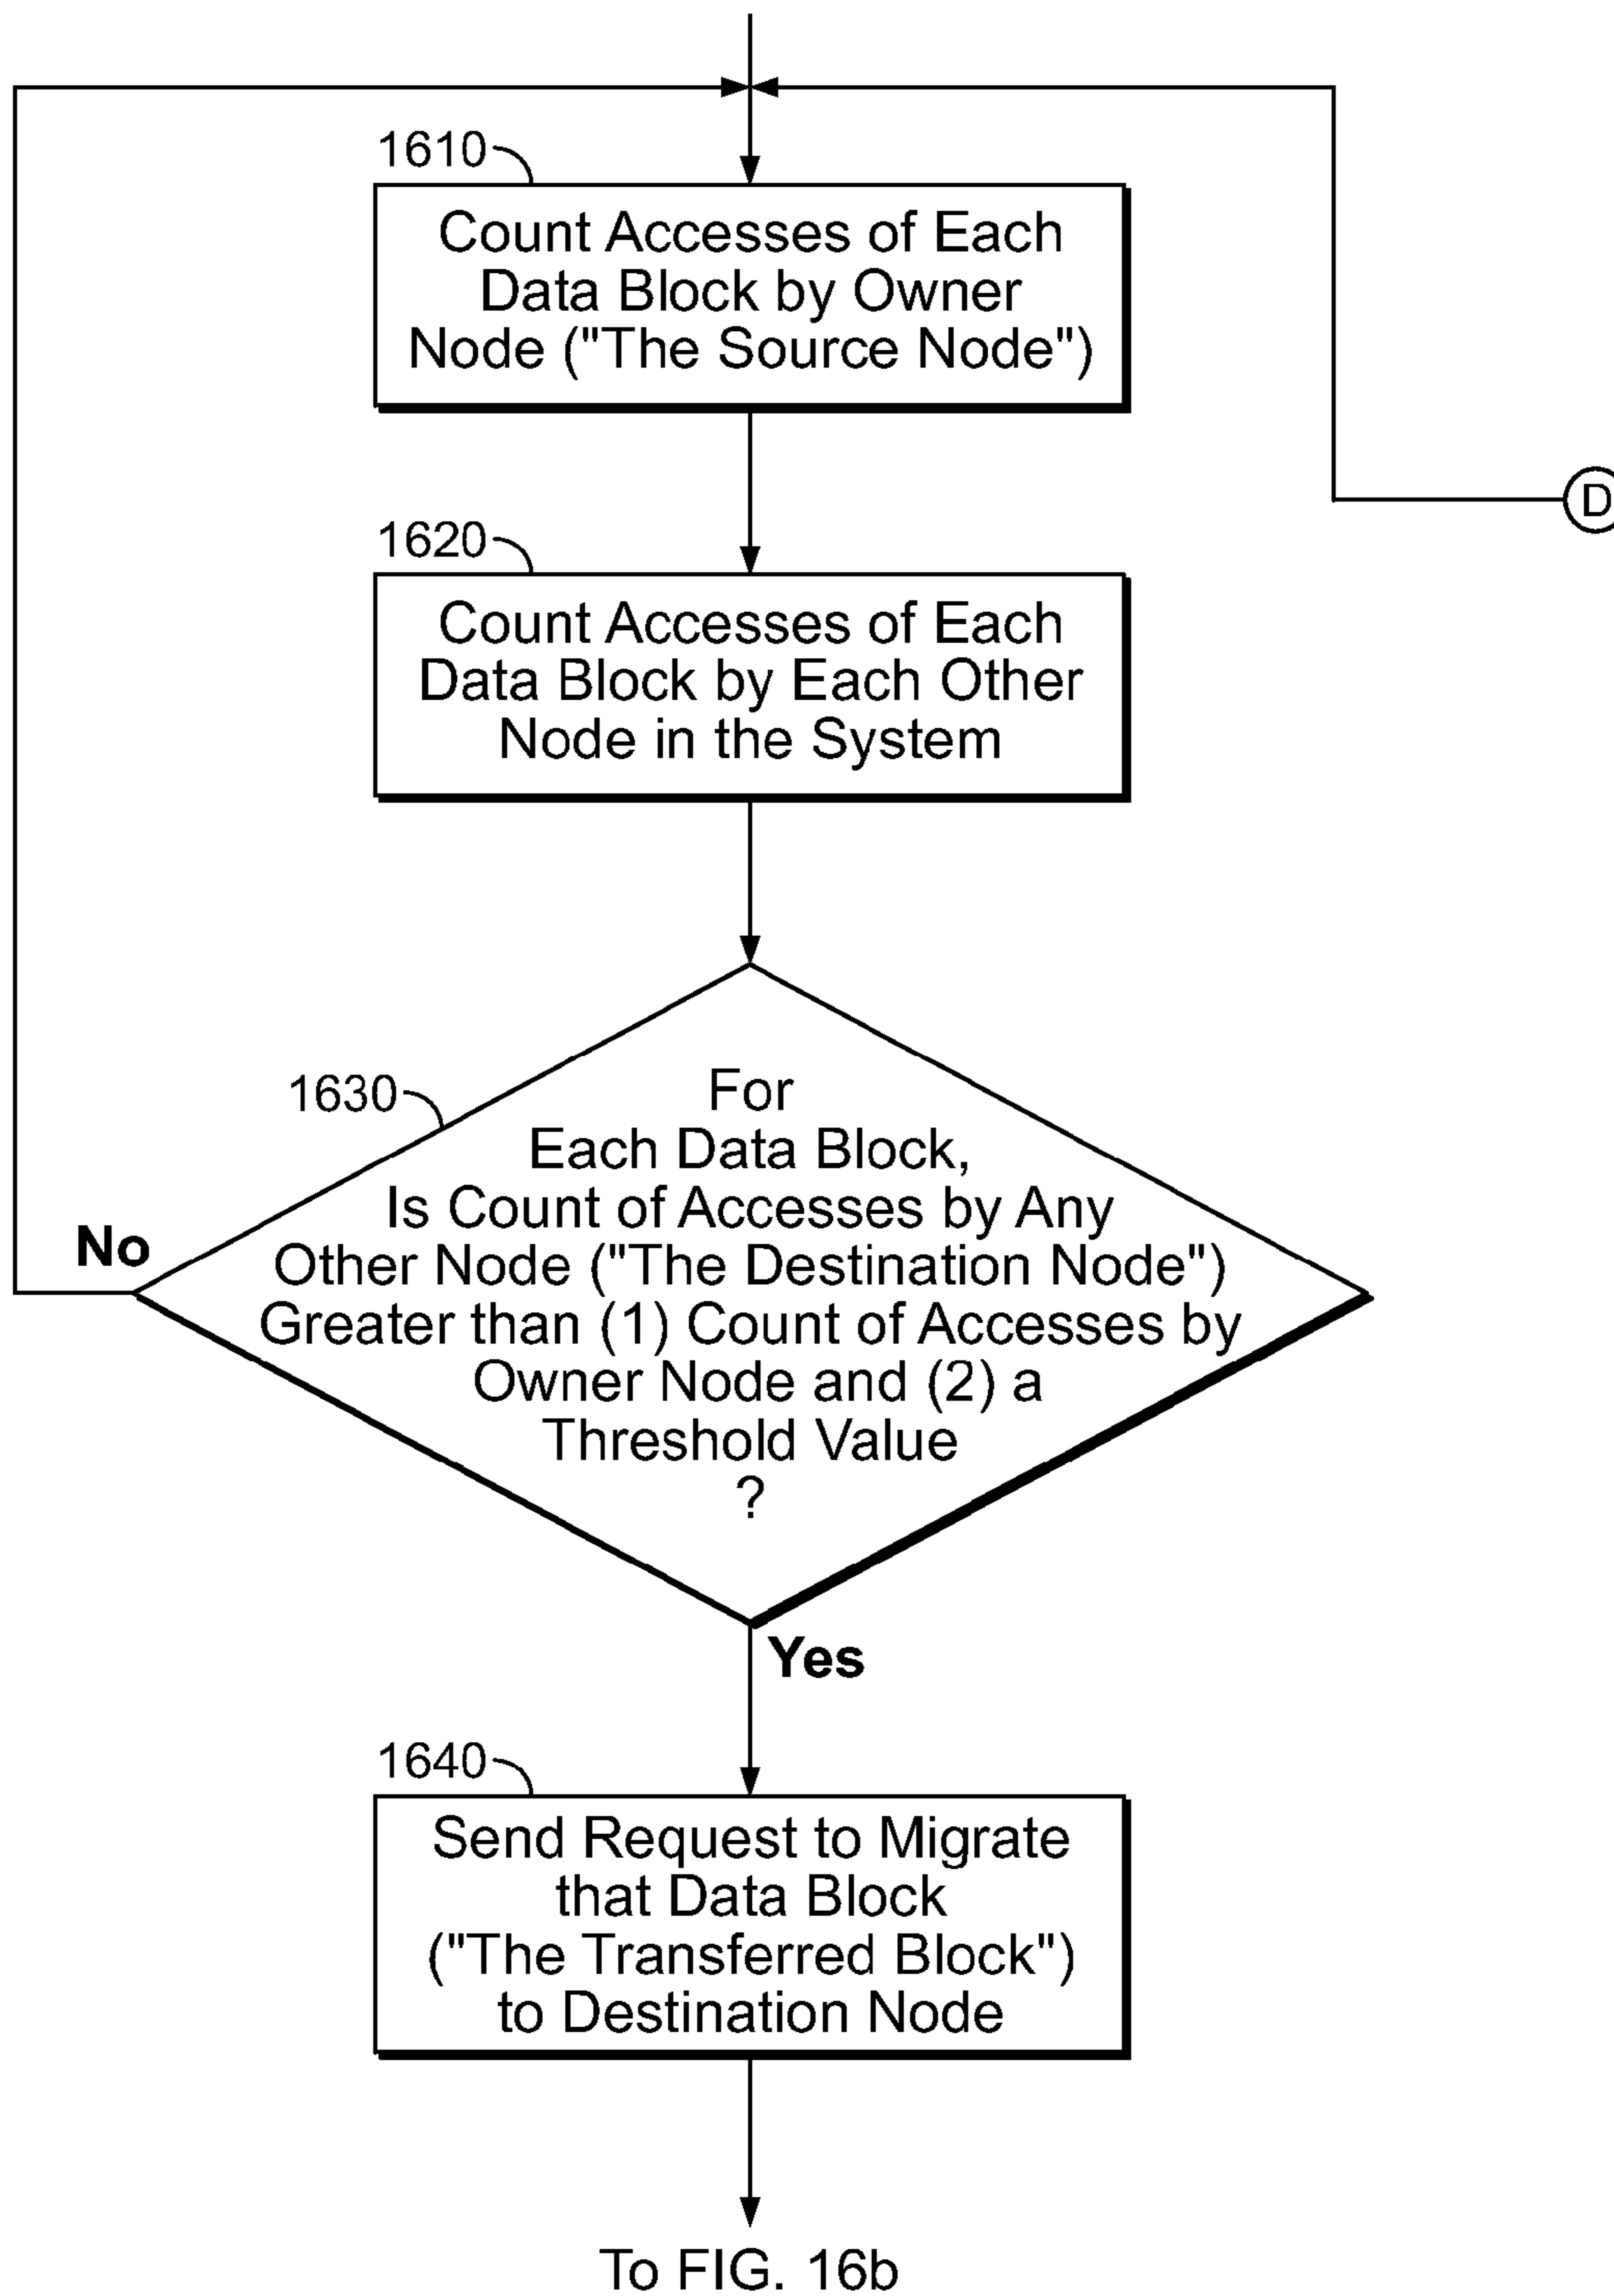 1610
Count Accesses of Each
Data Block by Owner
Node ("The Source Node")
D
1620
Count Accesses of Each
Data Block by Each Other
Node in the System
1630
For
Each Data Block,
Is Count of Accesses by Any
Other Node ("The Destination Node")
Greater than (1) Count of Accesses by
Owner Node and (2) a
Threshold Value
?
No
Yes
1640
Send Request to Migrate
that Data Block
("The Transferred Block")
to Destination Node
To FIG. 16b